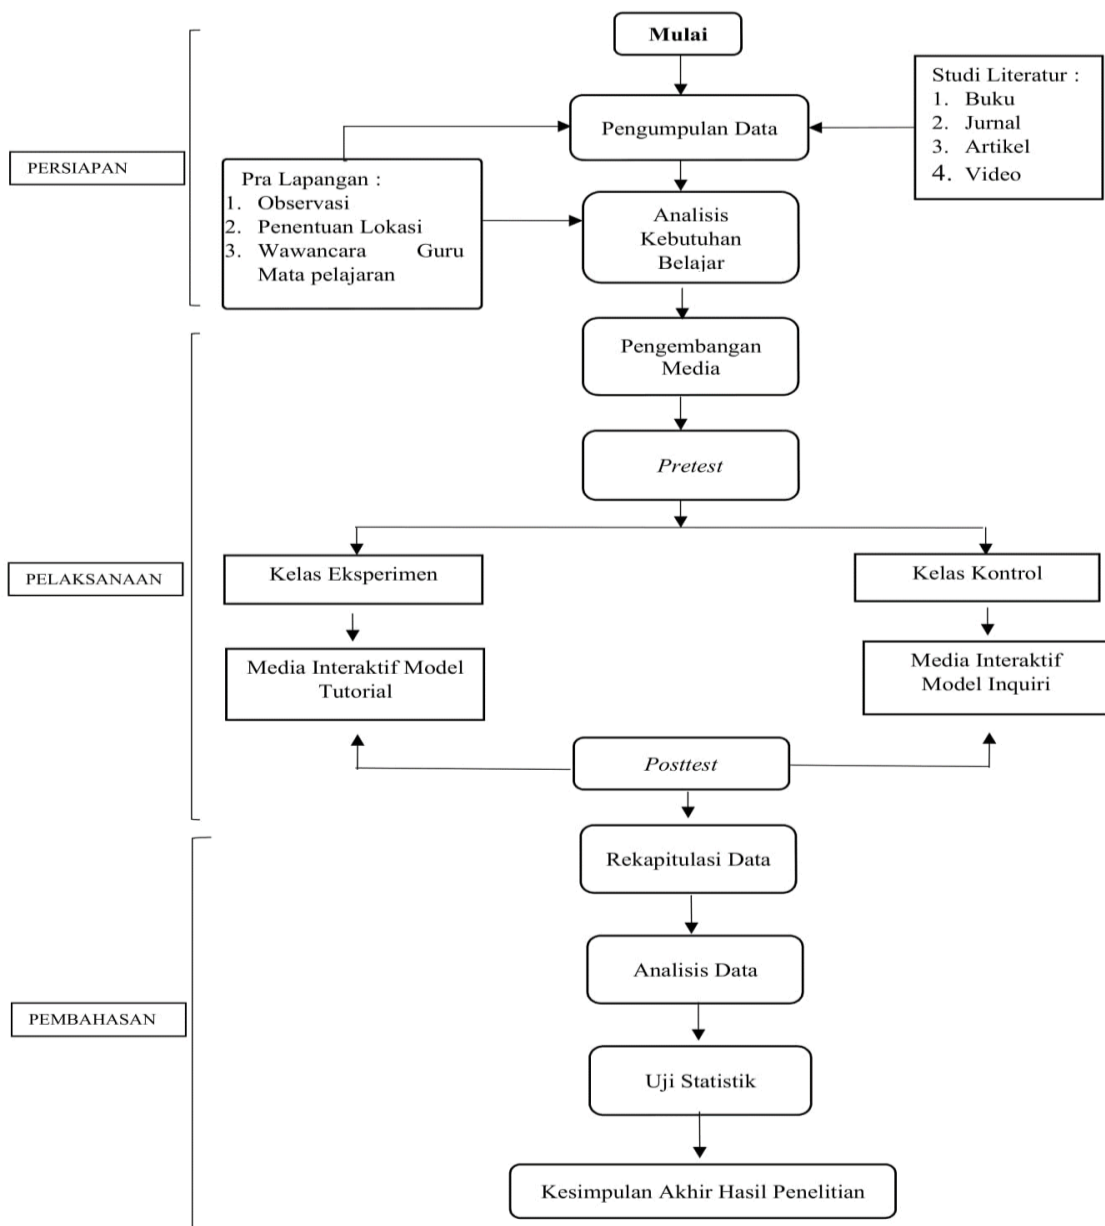 Mulai
Studi Literatur :
1. Buku
2. Jurnal
3. Artikel
4. Video
Pengumpulan Data
PERSIAPAN
Pra Lapangan :
1. Observasi
2. Penentuan Lokasi
3. Wawancara Guru
Mata pelajaran
Analisis
Kebutuhan
Belajar
Pengembangan
Media
Pretest
PELAKSANAAN
Kelas Eksperimen
Kelas Kontrol
Media Interaktif Model
Tutorial
Media Interaktif
Model Inquiri
Posttest
Rekapitulasi Data
Analisis Data
PEMBAHASAN
Uji Statistik
Kesimpulan Akhir Hasil Penelitian